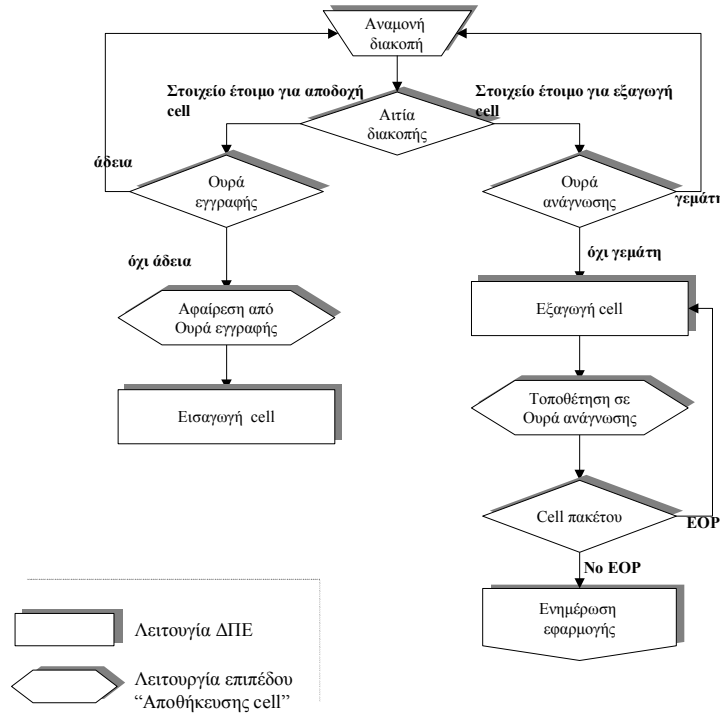 Αναμονή
διακοπή
Στοιχείο έτοιμο για αποδοχή
cell
Στοιχείο έτοιμο για εξαγωγή
cell
Αιτία
διακοπής
άδεια
Ουρά
εγγραφής
Ουρά
ανάγνωσης
γεμάτη
όχι άδεια
όχι γεμάτη
Αφαίρεση από
Ουρά εγγραφής
Εξαγωγή cell
Εισαγωγή cell
Τοποθέτηση σε
Ουρά ανάγνωσης
Cell πακέτου
EOP
No EOP
Ενημέρωση
εφαρμογής
Λειτουγία ΔΠΕ
Λειτουργία επιπέδου
“Αποθήκευσης cell”